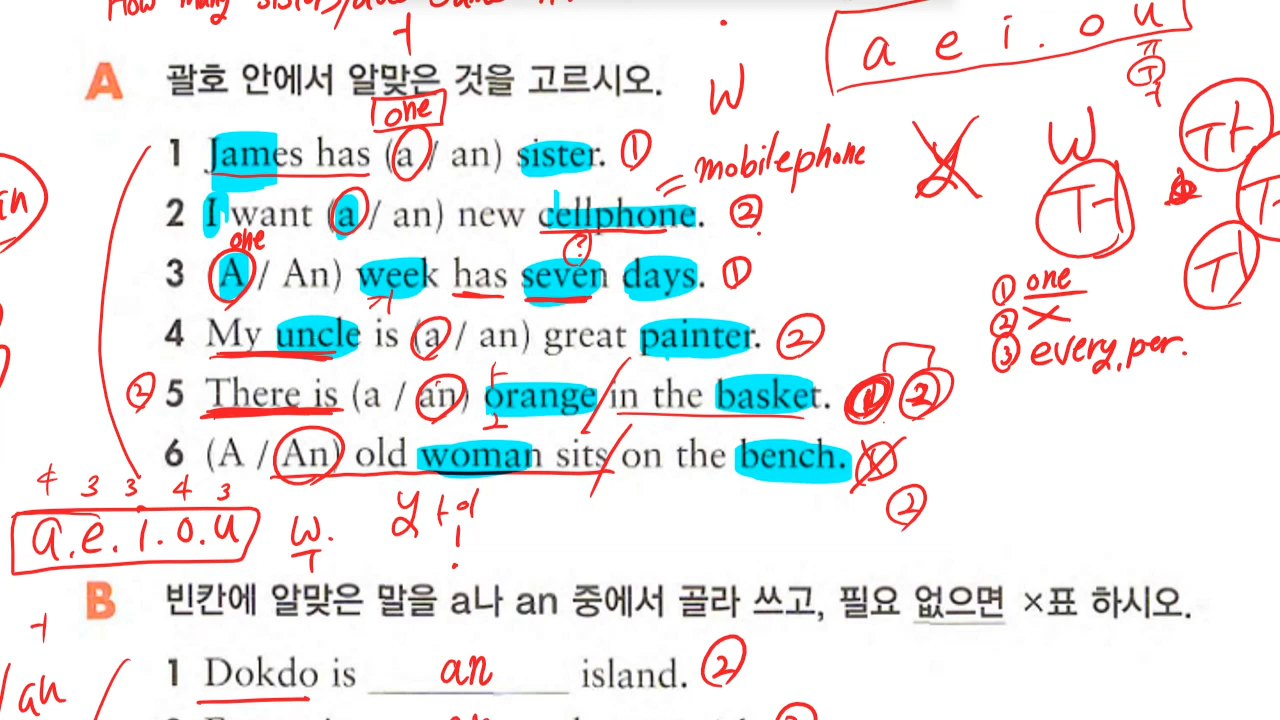 How many sisters
a e i . o u
A 괄호 안에서 알맞은 것을 고르시오.
one
1 James has (a / an) sister. ①
= mobilephone
2 I want (a / an) new cellphone. ②
one
3 A / An) week has seven days. ①
① one
② ×
③ every, per.
4 My uncle is (a / an) great painter. ②
② 5 There is (a / an) orange in the basket. ① ②
6 (A / An) old woman sits on the bench.
②
4 3 3 4 3
a.e.i.o.u w.
B 빈칸에 알맞은 말을 a나 an 중에서 골라 쓰고, 필요 없으면 ×표 하시오.
1 Dokdo is an island. ②
/an